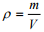 ρ = m/V